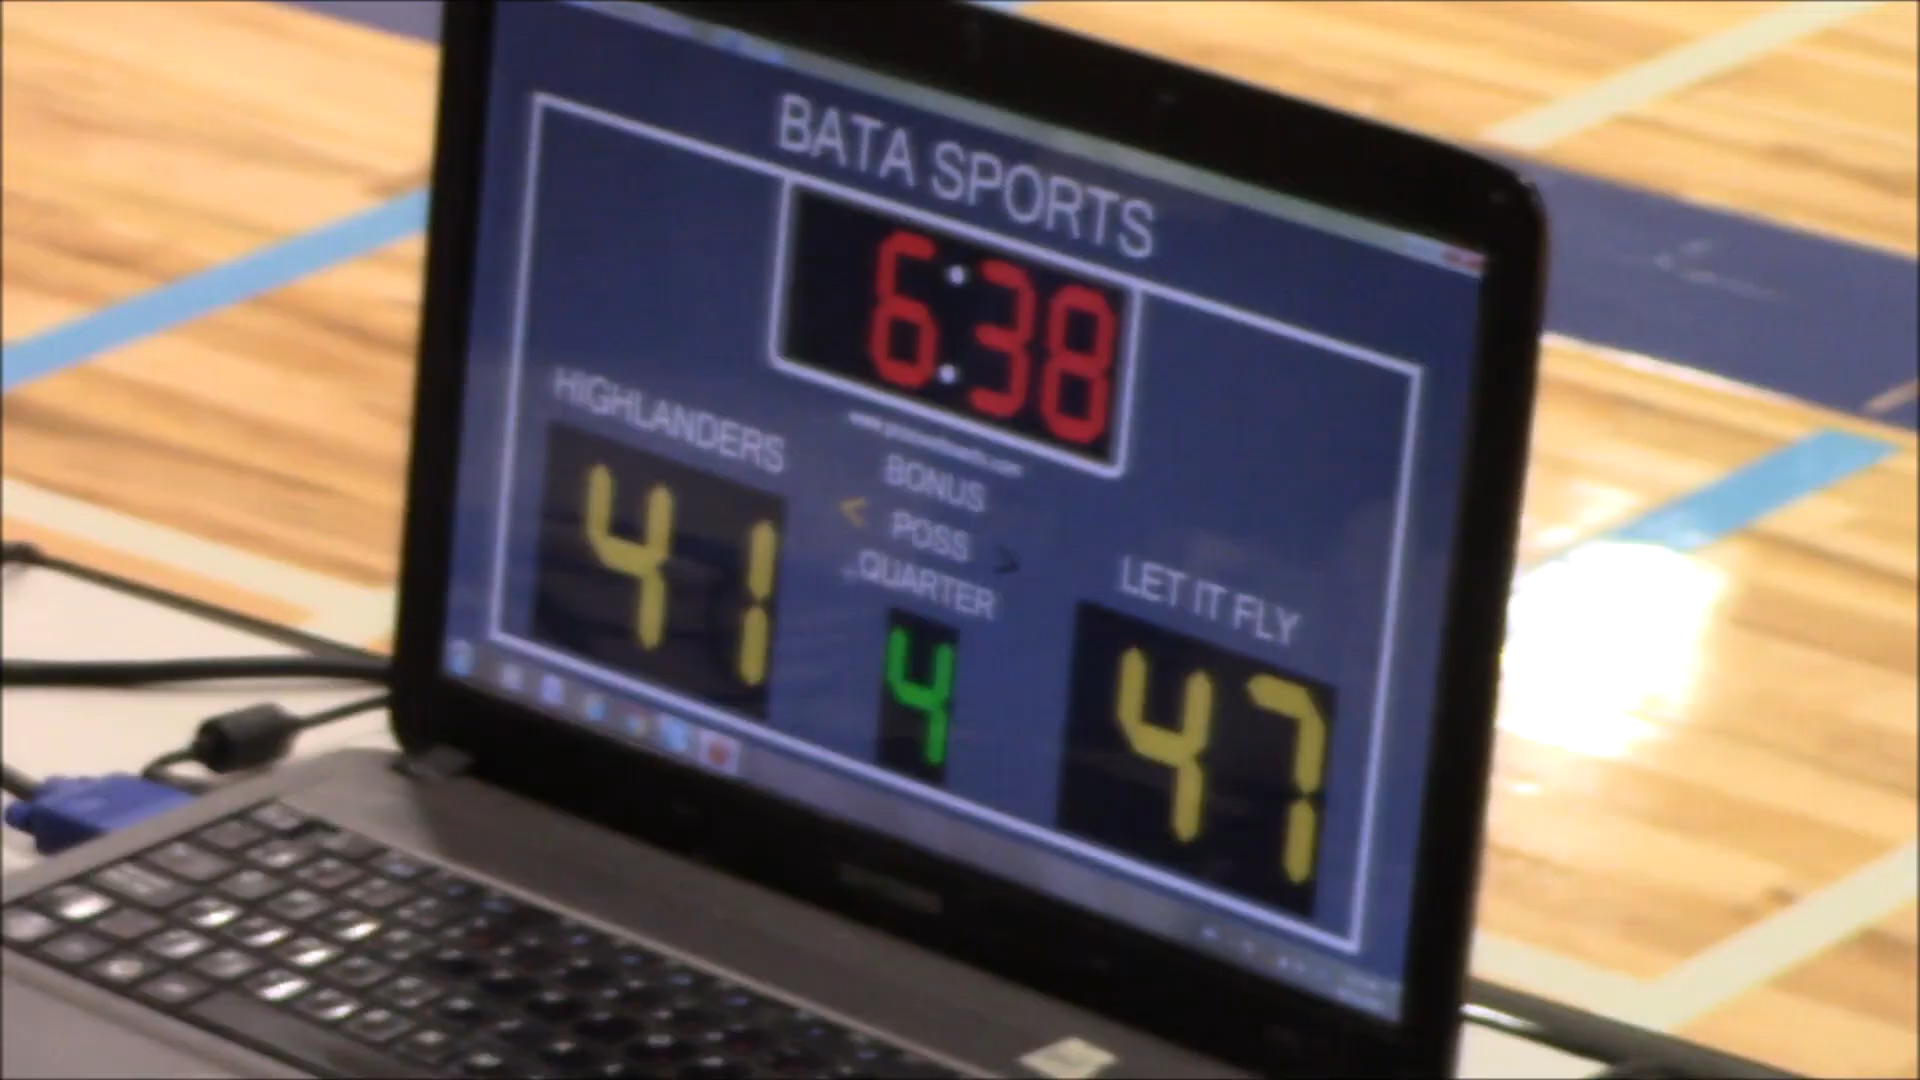 BATA SPORTS
6:38
HIGHLANDERS
41
BONUS
< POSS >
QUARTER
4
LET IT FLY
47